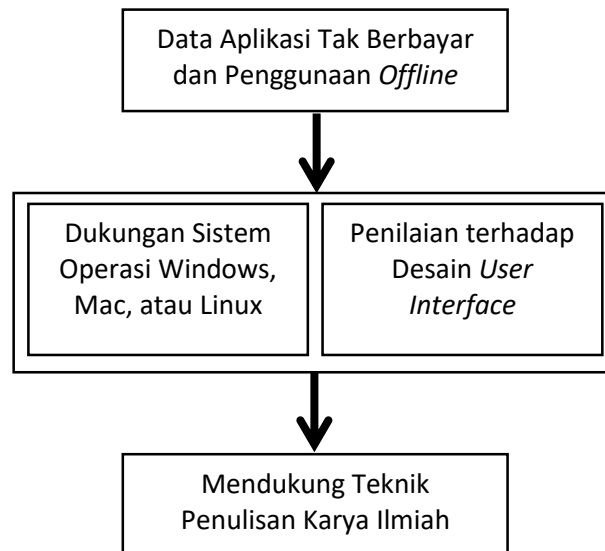 Data Aplikasi Tak Berbayar
dan Penggunaan Offline
Dukungan Sistem
Operasi Windows,
Mac, atau Linux
Penilaian terhadap
Desain User
Interface
Mendukung Teknik
Penulisan Karya Ilmiah